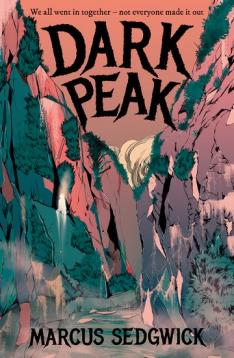 We all went in together – not everyone made it out
DARK
PEAK
MARCUS SEDGWICK